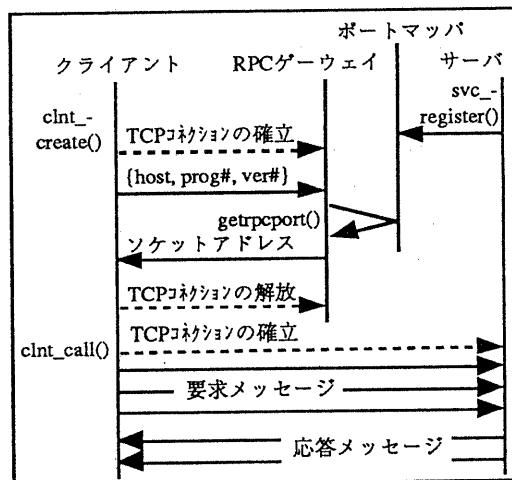 ポートマッパ
クライアント
RPCゲーウェイ
サーバ
svc_-
register()
clnt_-
create()
TCPコネクションの確立
{host, prog#, ver#}
getrpcport()
ソケットアドレス
TCPコネクションの解放
TCPコネクションの確立
clnt_call()
要求メッセージ
応答メッセージ